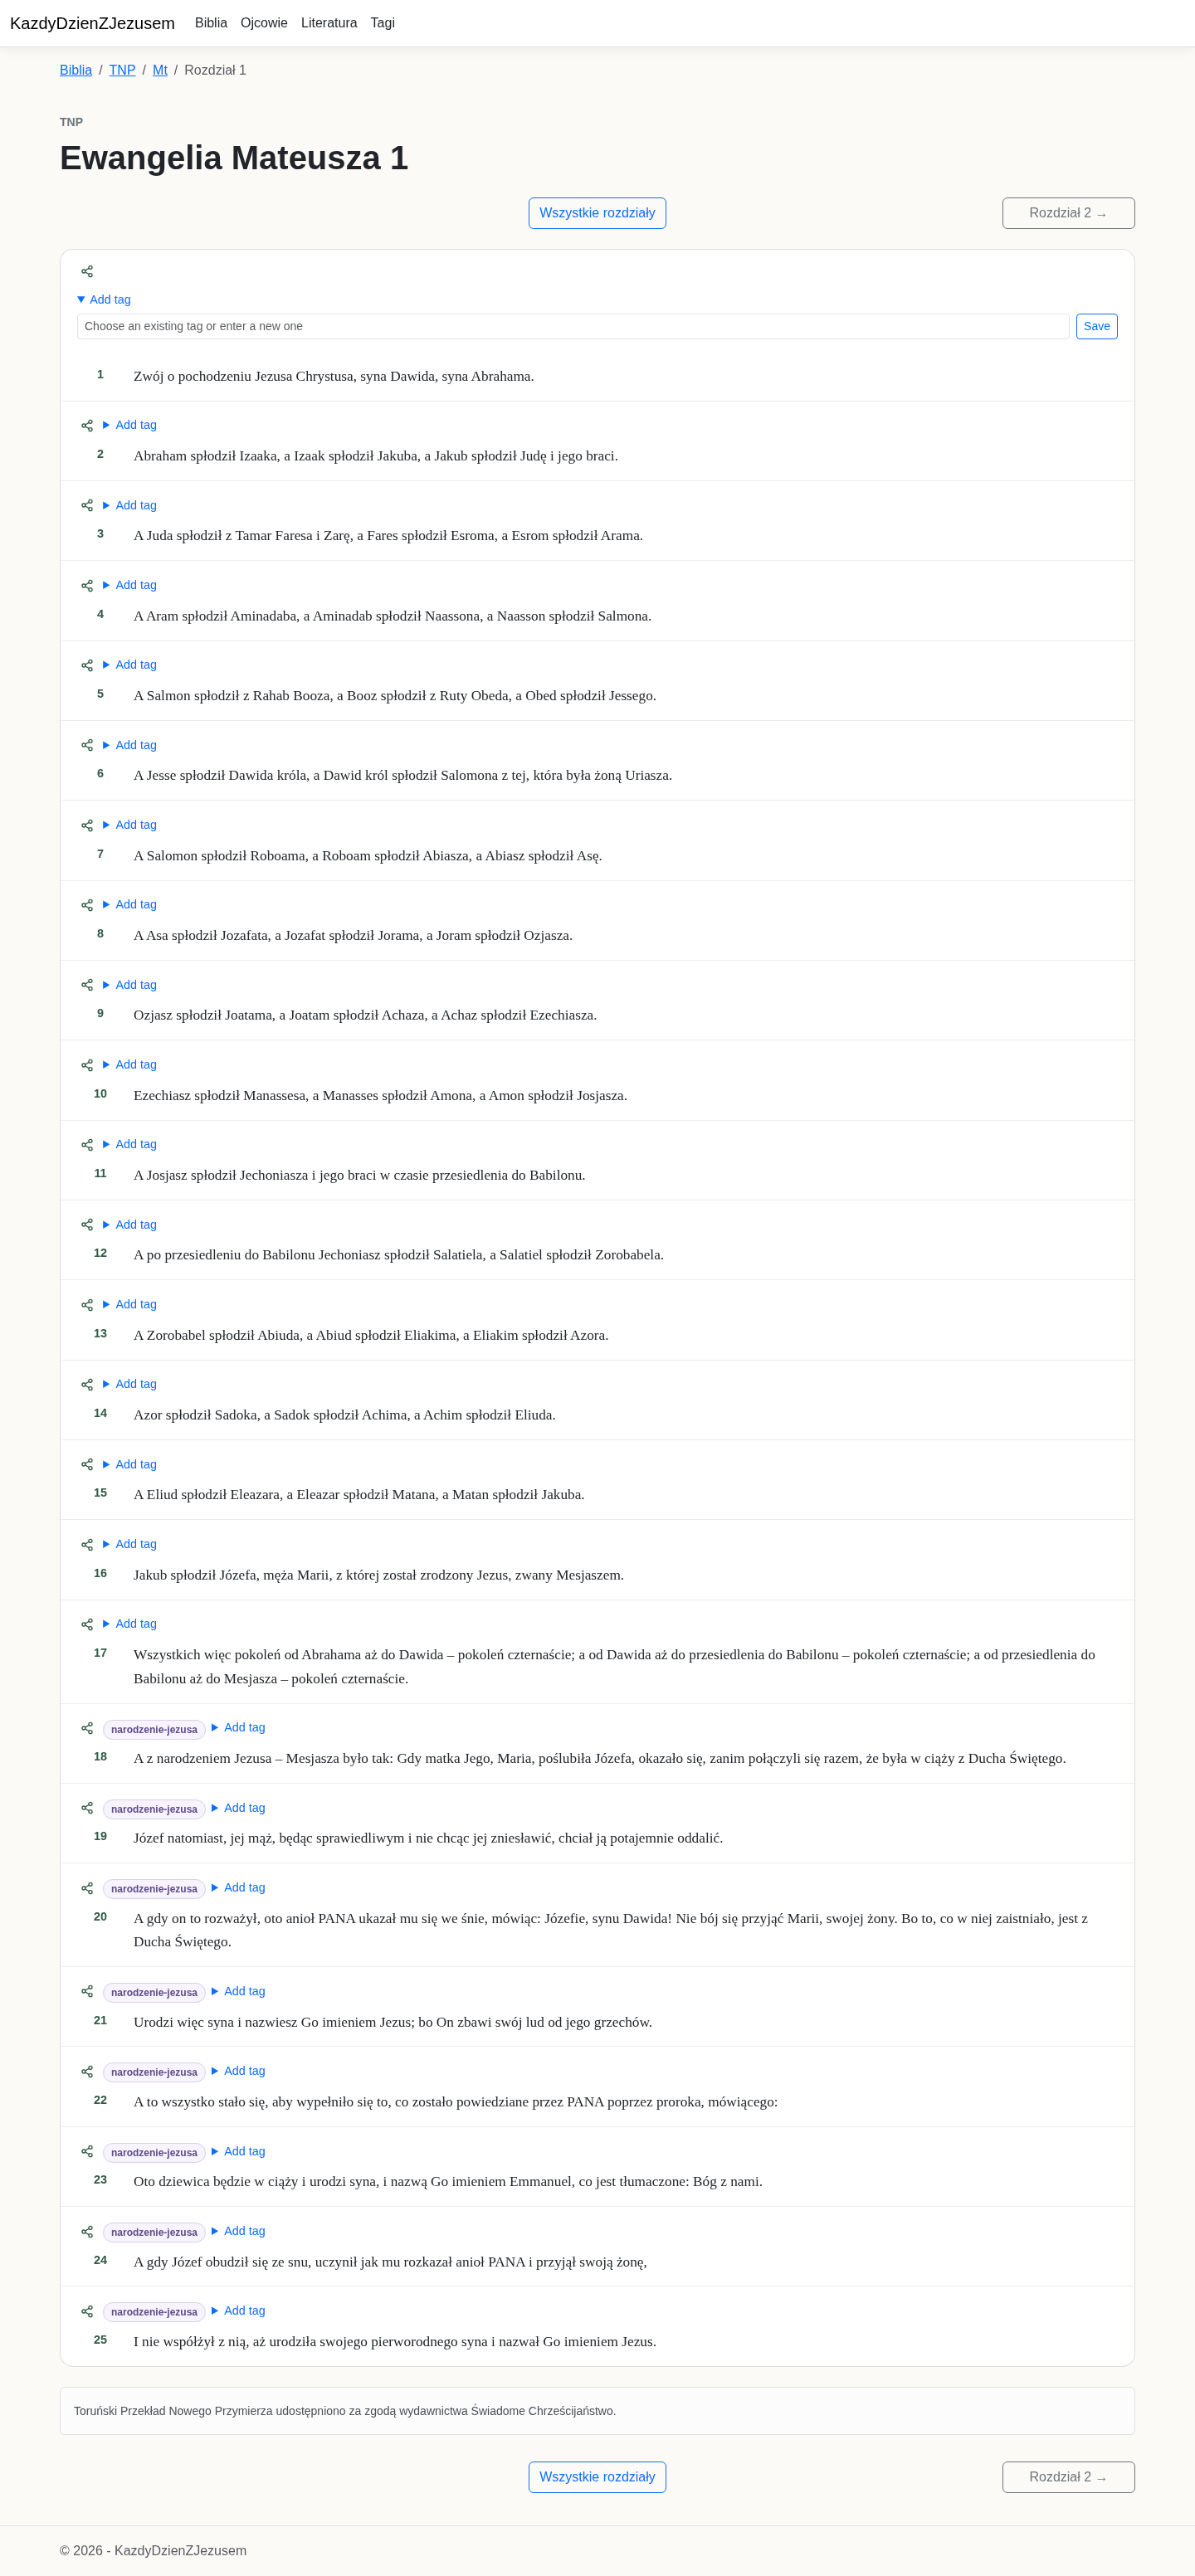 KazdyDzienZJezusem Biblia Ojcowie Literatura Tagi
Biblia / TNP / Mt / Rozdział 1
TNP
Ewangelia Mateusza 1
Wszystkie rozdziały Rozdział 2 →
▼ Add tag
Choose an existing tag or enter a new one Save
1 Zwój o pochodzeniu Jezusa Chrystusa, syna Dawida, syna Abrahama.
▶ Add tag
2 Abraham spłodził Izaaka, a Izaak spłodził Jakuba, a Jakub spłodził Judę i jego braci.
▶ Add tag
3 A Juda spłodził z Tamar Faresa i Zarę, a Fares spłodził Esroma, a Esrom spłodził Arama.
▶ Add tag
4 A Aram spłodził Aminadaba, a Aminadab spłodził Naassona, a Naasson spłodził Salmona.
▶ Add tag
5 A Salmon spłodził z Rahab Booza, a Booz spłodził z Ruty Obeda, a Obed spłodził Jessego.
▶ Add tag
6 A Jesse spłodził Dawida króla, a Dawid król spłodził Salomona z tej, która była żoną Uriasza.
▶ Add tag
7 A Salomon spłodził Roboama, a Roboam spłodził Abiasza, a Abiasz spłodził Asę.
▶ Add tag
8 A Asa spłodził Jozafata, a Jozafat spłodził Jorama, a Joram spłodził Ozjasza.
▶ Add tag
9 Ozjasz spłodził Joatama, a Joatam spłodził Achaza, a Achaz spłodził Ezechiasza.
▶ Add tag
10 Ezechiasz spłodził Manassesa, a Manasses spłodził Amona, a Amon spłodził Josjasza.
▶ Add tag
11 A Josjasz spłodził Jechoniasza i jego braci w czasie przesiedlenia do Babilonu.
▶ Add tag
12 A po przesiedleniu do Babilonu Jechoniasz spłodził Salatiela, a Salatiel spłodził Zorobabela.
▶ Add tag
13 A Zorobabel spłodził Abiuda, a Abiud spłodził Eliakima, a Eliakim spłodził Azora.
▶ Add tag
14 Azor spłodził Sadoka, a Sadok spłodził Achima, a Achim spłodził Eliuda.
▶ Add tag
15 A Eliud spłodził Eleazara, a Eleazar spłodził Matana, a Matan spłodził Jakuba.
▶ Add tag
16 Jakub spłodził Józefa, męża Marii, z której został zrodzony Jezus, zwany Mesjaszem.
▶ Add tag
17 Wszystkich więc pokoleń od Abrahama aż do Dawida – pokoleń czternaście; a od Dawida aż do przesiedlenia do Babilonu – pokoleń czternaście; a od przesiedlenia do
Babilonu aż do Mesjasza – pokoleń czternaście.
narodzenie-jezusa ▶ Add tag
18 A z narodzeniem Jezusa – Mesjasza było tak: Gdy matka Jego, Maria, poślubiła Józefa, okazało się, zanim połączyli się razem, że była w ciąży z Ducha Świętego.
narodzenie-jezusa ▶ Add tag
19 Józef natomiast, jej mąż, będąc sprawiedliwym i nie chcąc jej zniesławić, chciał ją potajemnie oddalić.
narodzenie-jezusa ▶ Add tag
20 A gdy on to rozważył, oto anioł PANA ukazał mu się we śnie, mówiąc: Józefie, synu Dawida! Nie bój się przyjąć Marii, swojej żony. Bo to, co w niej zaistniało, jest z
Ducha Świętego.
narodzenie-jezusa ▶ Add tag
21 Urodzi więc syna i nazwiesz Go imieniem Jezus; bo On zbawi swój lud od jego grzechów.
narodzenie-jezusa ▶ Add tag
22 A to wszystko stało się, aby wypełniło się to, co zostało powiedziane przez PANA poprzez proroka, mówiącego:
narodzenie-jezusa ▶ Add tag
23 Oto dziewica będzie w ciąży i urodzi syna, i nazwą Go imieniem Emmanuel, co jest tłumaczone: Bóg z nami.
narodzenie-jezusa ▶ Add tag
24 A gdy Józef obudził się ze snu, uczynił jak mu rozkazał anioł PANA i przyjął swoją żonę,
narodzenie-jezusa ▶ Add tag
25 I nie współżył z nią, aż urodziła swojego pierworodnego syna i nazwał Go imieniem Jezus.
Toruński Przekład Nowego Przymierza udostępniono za zgodą wydawnictwa Świadome Chrześcijaństwo.
Wszystkie rozdziały Rozdział 2 →
© 2026 - KazdyDzienZJezusem